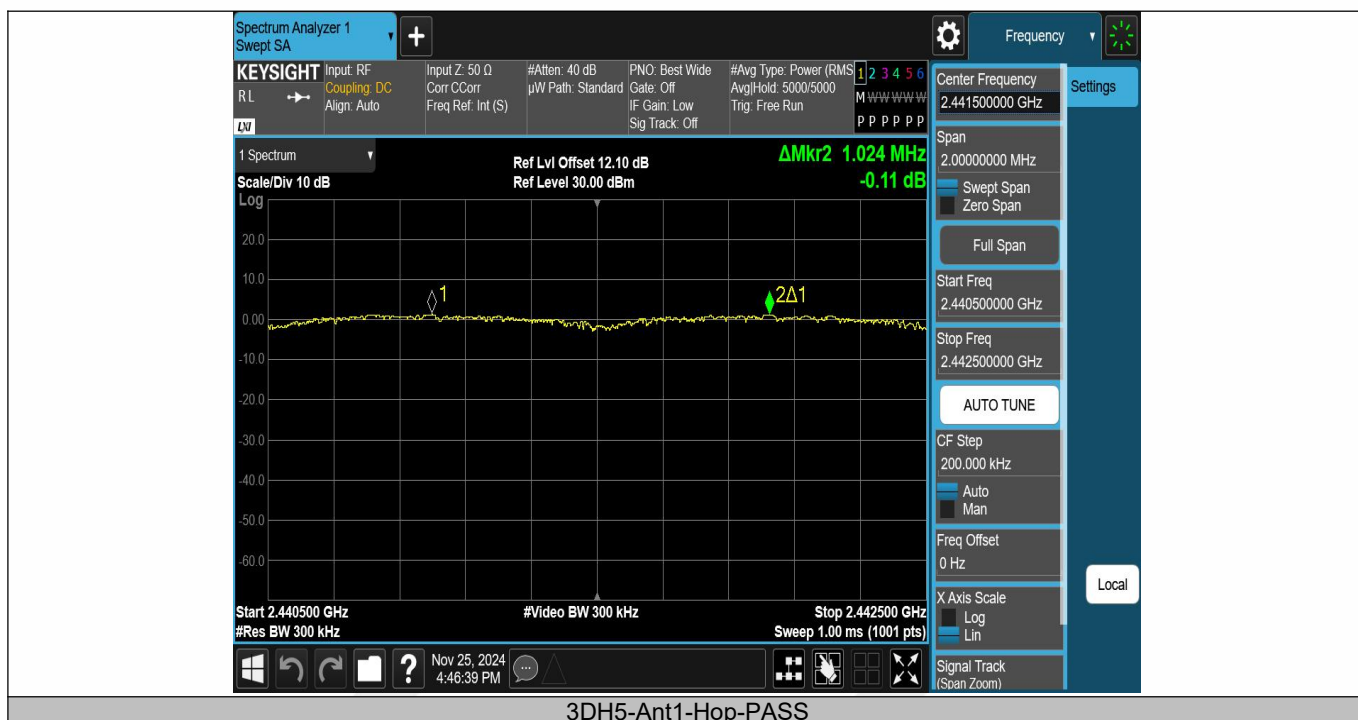 Spectrum Analyzer 1
Swept SA
+
Frequency
KEYSIGHT
RL
LXI
Input: RF
Coupling: DC
Align: Auto
Input Z: 50 Ω
Corr CCorr
Freq Ref: Int (S)
#Atten: 40 dB
µW Path: Standard
PNO: Best Wide
Gate: Off
IF Gain: Low
Sig Track: Off
#Avg Type: Power (RMS
Avg|Hold: 5000/5000
Trig: Free Run
1 2 3 4 5 6
M W W W W W
P P P P P P
1 Spectrum
Scale/Div 10 dB
Log
Ref Lvl Offset 12.10 dB
Ref Level 30.00 dBm
ΔMkr2 1.024 MHz
-0.11 dB
20.0
10.0
0.00
-10.0
-20.0
-30.0
-40.0
-50.0
-60.0
1
2Δ1
Start 2.440500 GHz
#Res BW 300 kHz
#Video BW 300 kHz
Stop 2.442500 GHz
Sweep 1.00 ms (1001 pts)
Center Frequency
2.441500000 GHz
Settings
Span
2.00000000 MHz
Swept Span
Zero Span
Full Span
Start Freq
2.440500000 GHz
Stop Freq
2.442500000 GHz
AUTO TUNE
CF Step
200.000 kHz
Auto
Man
Freq Offset
0 Hz
Local
X Axis Scale
Log
Lin
Signal Track
(Span Zoom)
?
Nov 25, 2024
4:46:39 PM
3DH5-Ant1-Hop-PASS